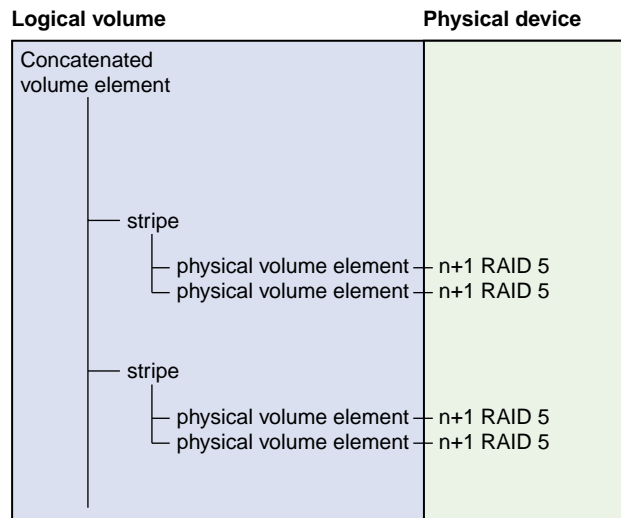 Logical volume Physical device
Concatenated
volume element
stripe
physical volume element n+1 RAID 5
physical volume element n+1 RAID 5
stripe
physical volume element n+1 RAID 5
physical volume element n+1 RAID 5